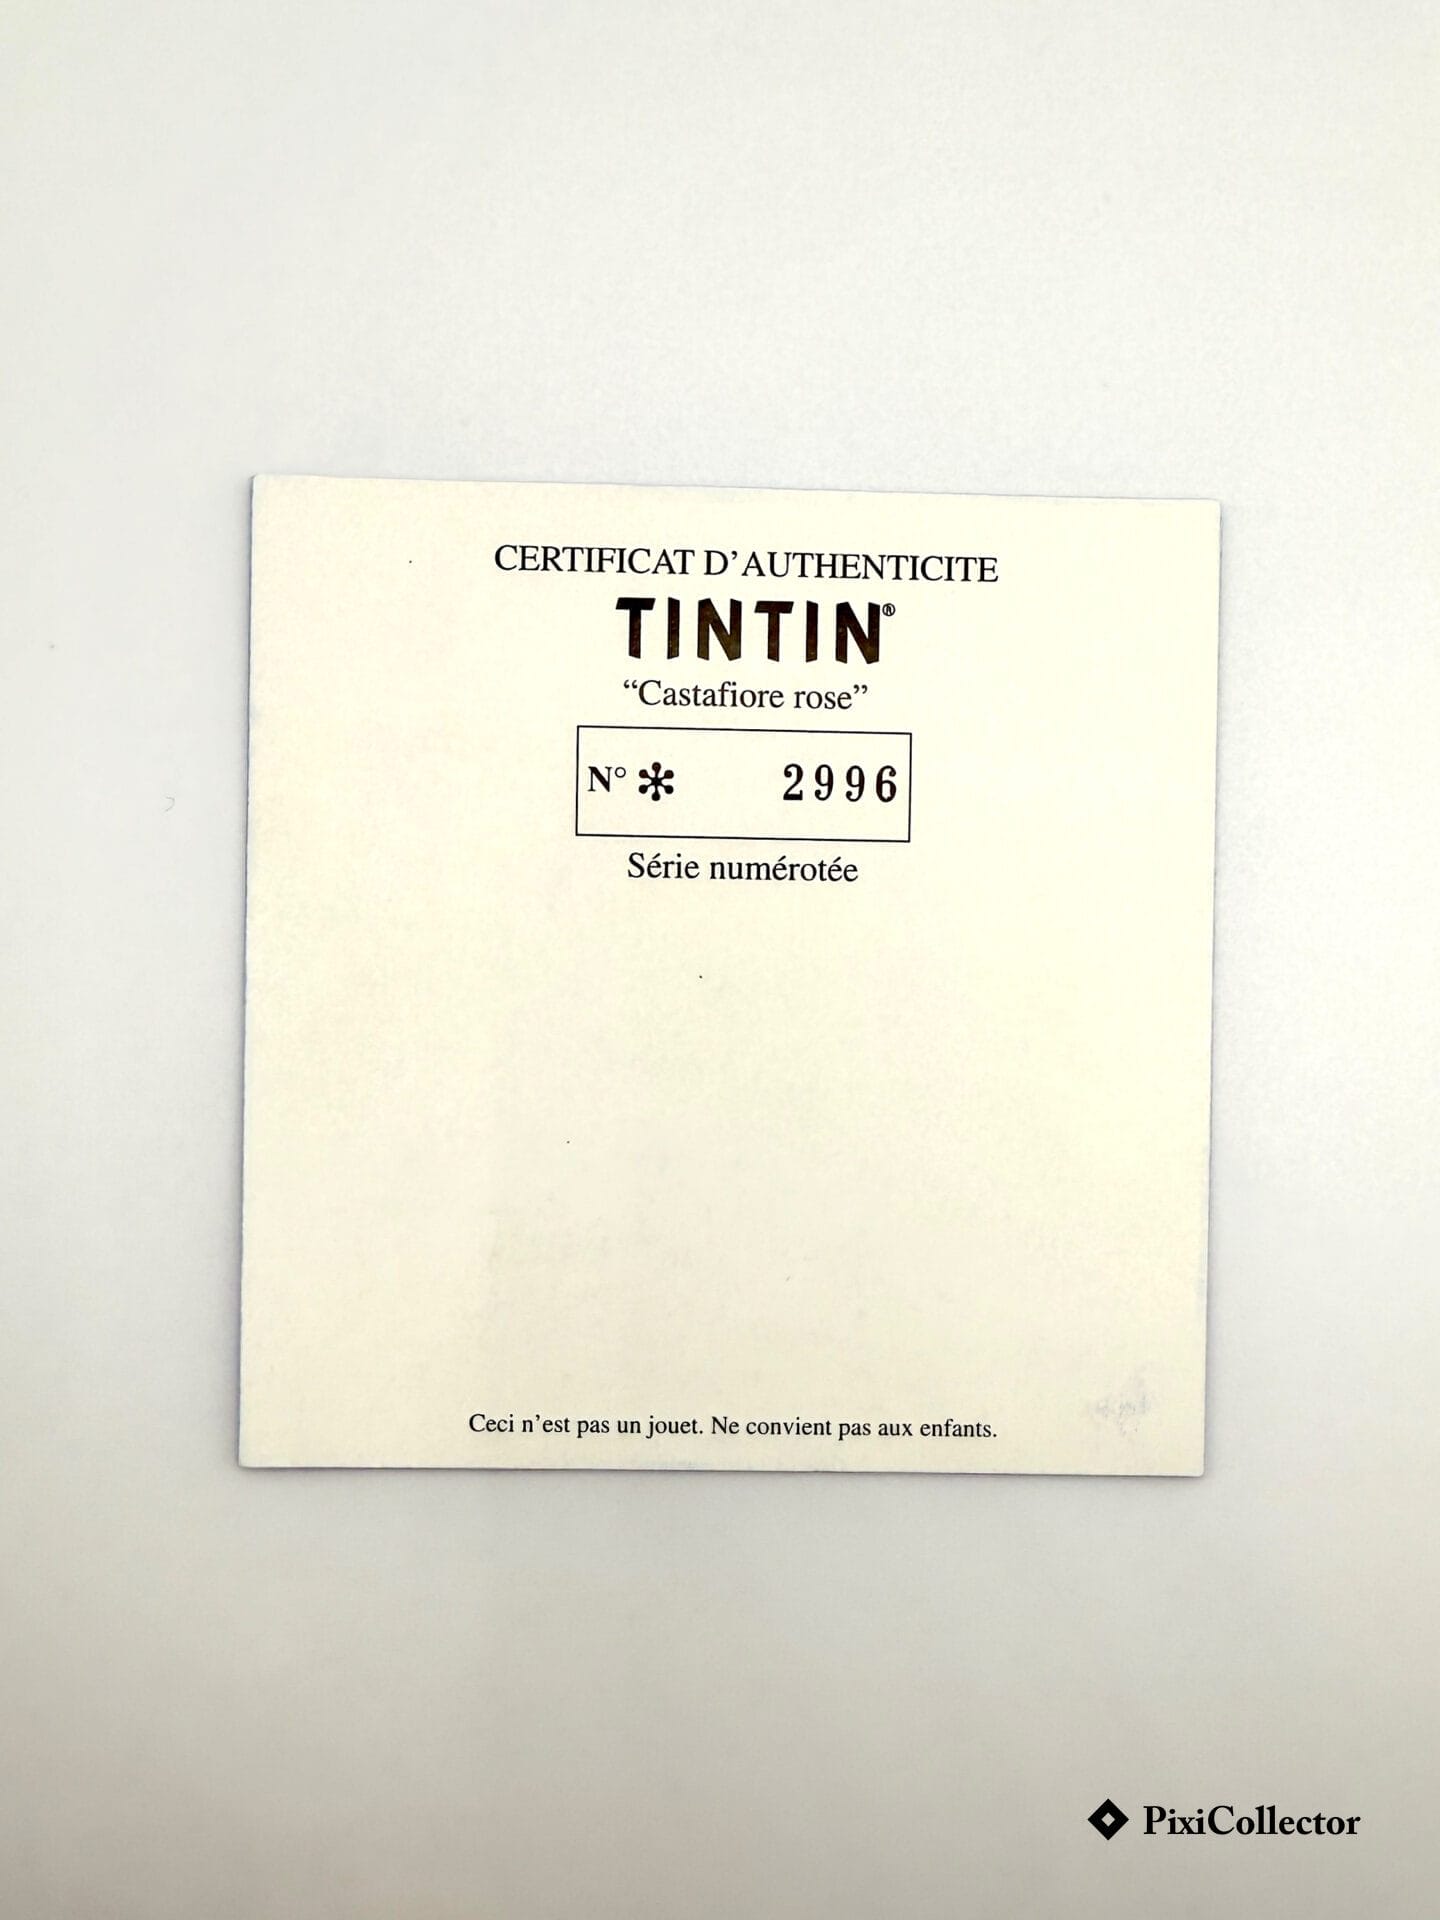 CERTIFICAT D’AUTHENTICITE
TINTIN®
“Castafiore rose”
N° * 2996
Série numérotée
Ceci n’est pas un jouet. Ne convient pas aux enfants.
PixiCollector